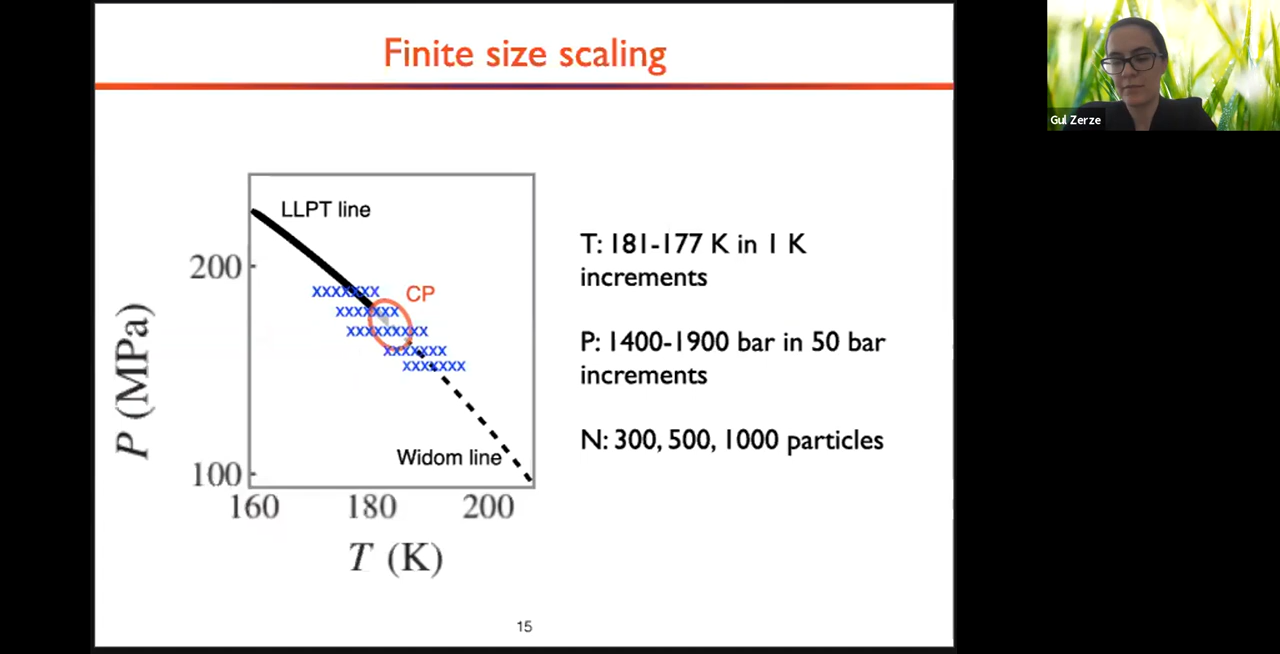 Finite size scaling
Gul Zerze
LLPT line
200
CP
xxxxxxx
xxxxxxx
xxxxxxxxx
xxxxxxx
xxxxxxx
P (MPa)
Widom line
100
160 180 200
T (K)
T: 181-177 K in 1 K
increments
P: 1400-1900 bar in 50 bar
increments
N: 300, 500, 1000 particles
15